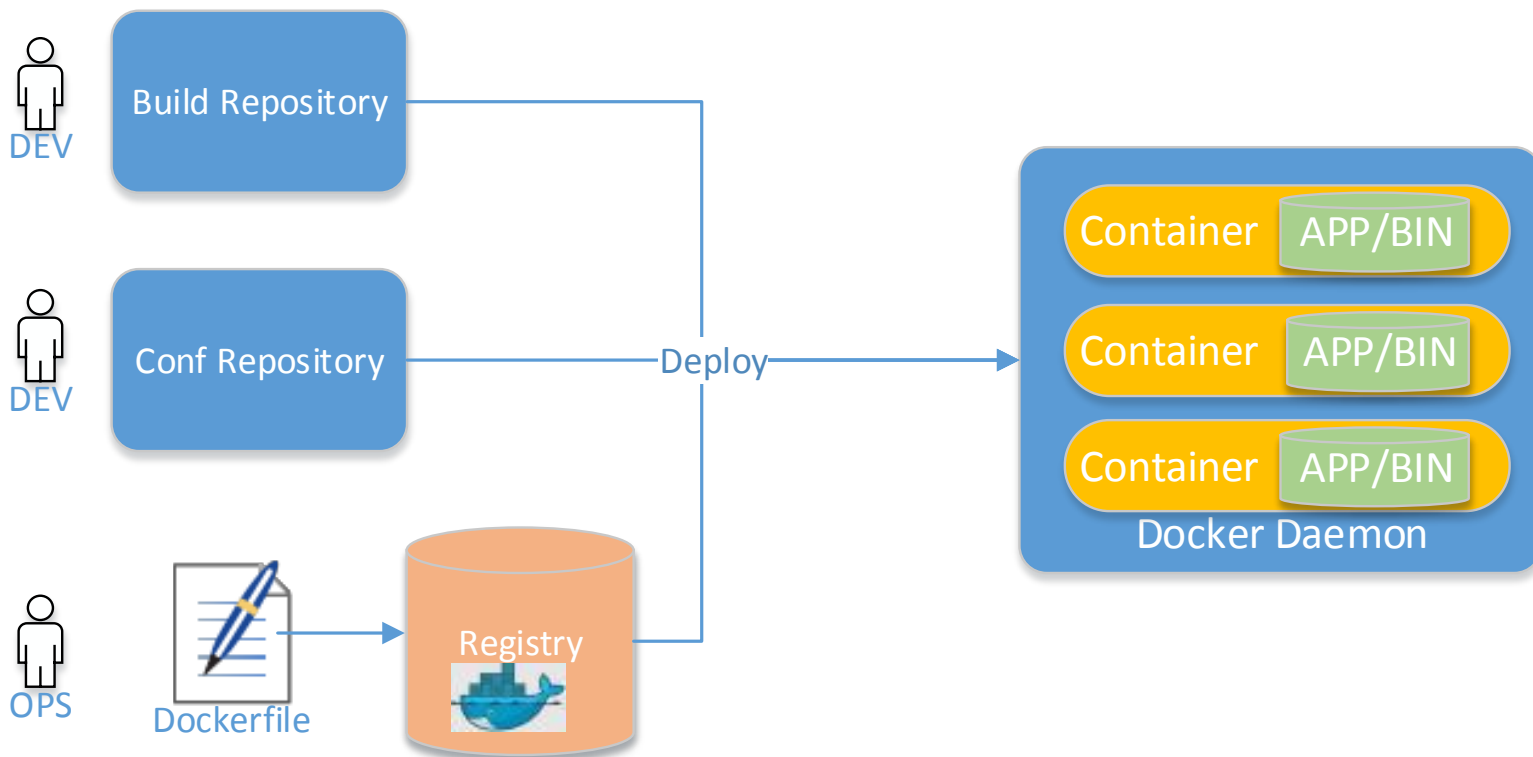 DEV
Build Repository
DEV
Conf Repository
Deploy
OPS
Dockerfile
Registry
Container APP/BIN
Container APP/BIN
Container APP/BIN
Docker Daemon